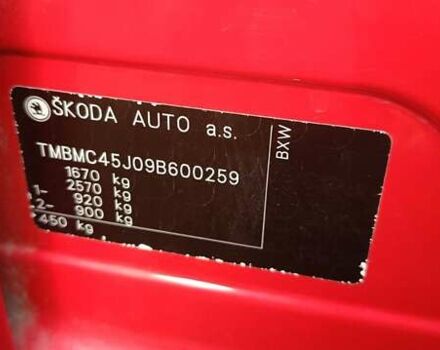 ŠKODA AUTO a.s.
TMBMC45J09B600259
1670 kg
2570 kg
1- 920 kg
2- 900 kg
450 kg
BXW